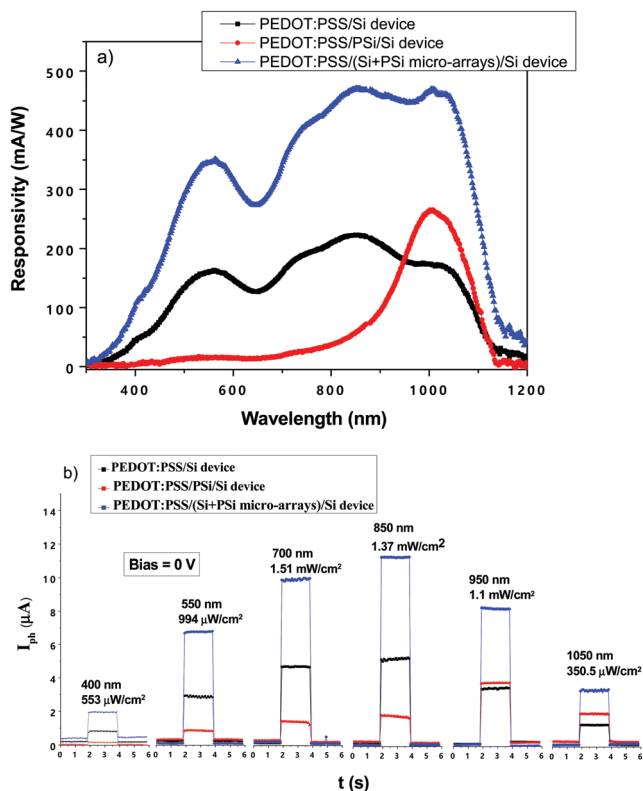 PEDOT:PSS/Si device
PEDOT:PSS/PSi/Si device
PEDOT:PSS/(Si+PSi micro-arrays)/Si device
a)
500
400
300
200
100
0
Responsivity (mA/W)
400 600 800 1000 1200
Wavelength (nm)
b)
PEDOT:PSS/Si device
PEDOT:PSS/PSi/Si device
PEDOT:PSS/(Si+PSi micro-arrays)/Si device
14
12
10
8
6
4
2
0
I_ph (μA)
Bias = 0 V
400 nm
553 μW/cm²
550 nm
994 μW/cm²
700 nm
1.51 mW/cm²
850 nm
1.37 mW/cm²
950 nm
1.1 mW/cm²
1050 nm
350.5 μW/cm²
0 1 2 3 4 5 6 0 1 2 3 4 5 6 0 1 2 3 4 5 6 0 1 2 3 4 5 6 0 1 2 3 4 5 6 0 1 2 3 4 5 6
t (s)